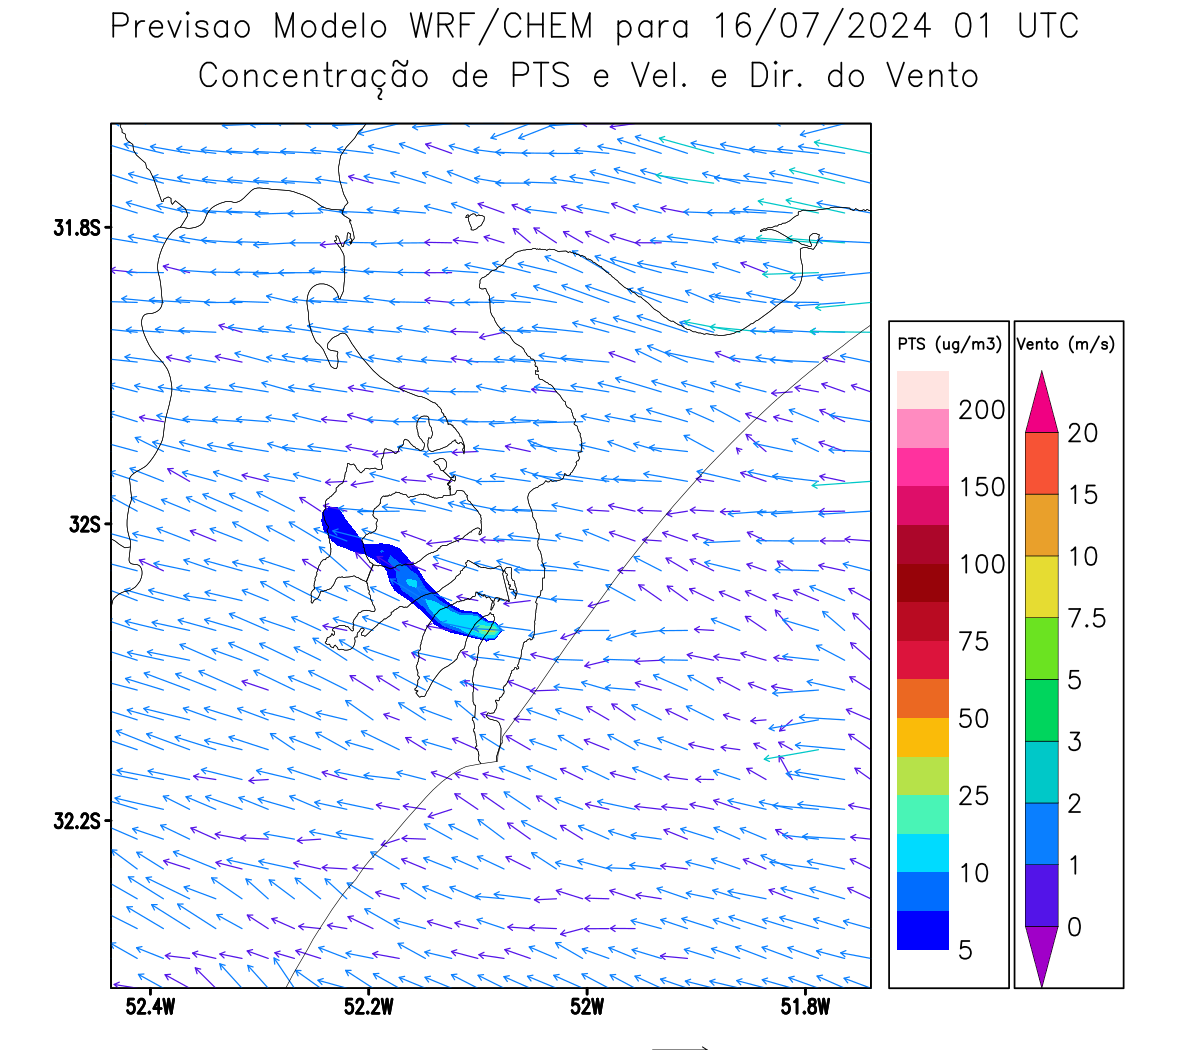 Previsao Modelo WRF/CHEM para 16/07/2024 01 UTC
Concentração de PTS e Vel. e Dir. do Vento
31.8S
32S
32.2S
52.4W
52.2W
52W
51.8W
PTS (ug/m3)
200
150
100
75
50
25
10
5
Vento (m/s)
20
15
10
7.5
5
3
2
1
0